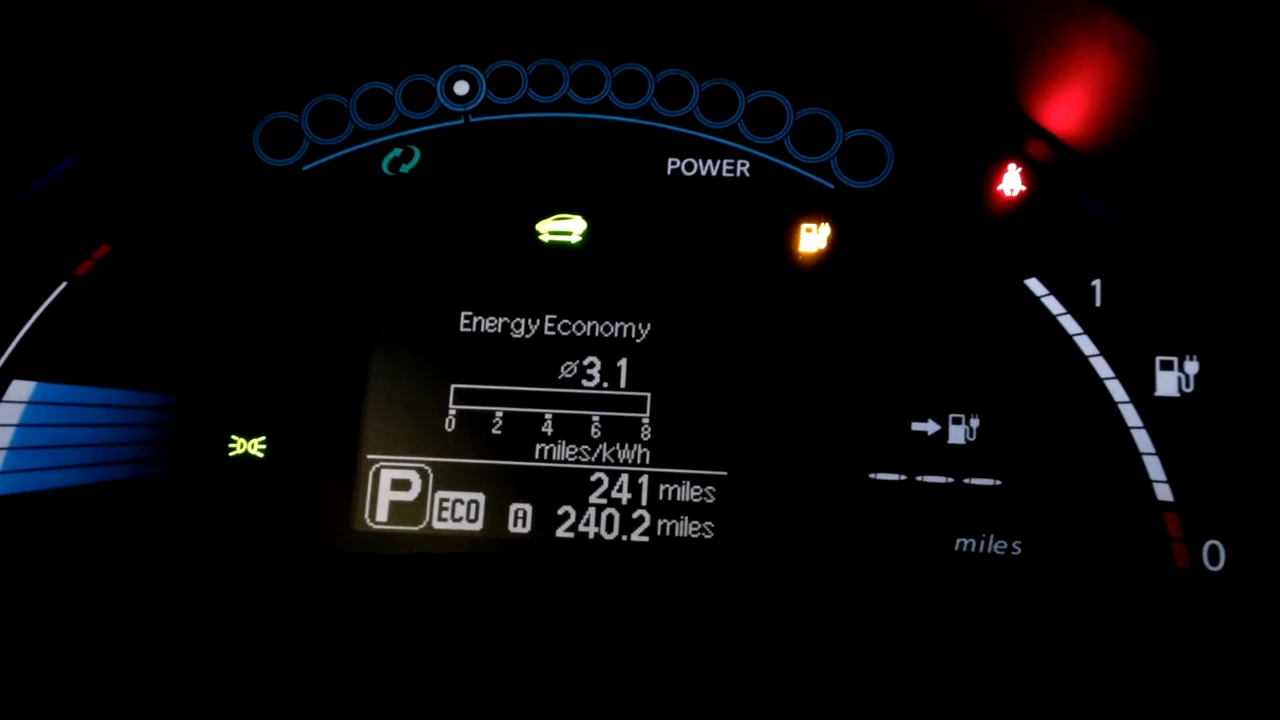 POWER
1
Energy Economy
⌀3.1
0 2 4 6 8
miles/kWh
P ECO 241 miles
A 240.2 miles
--- 
miles
0